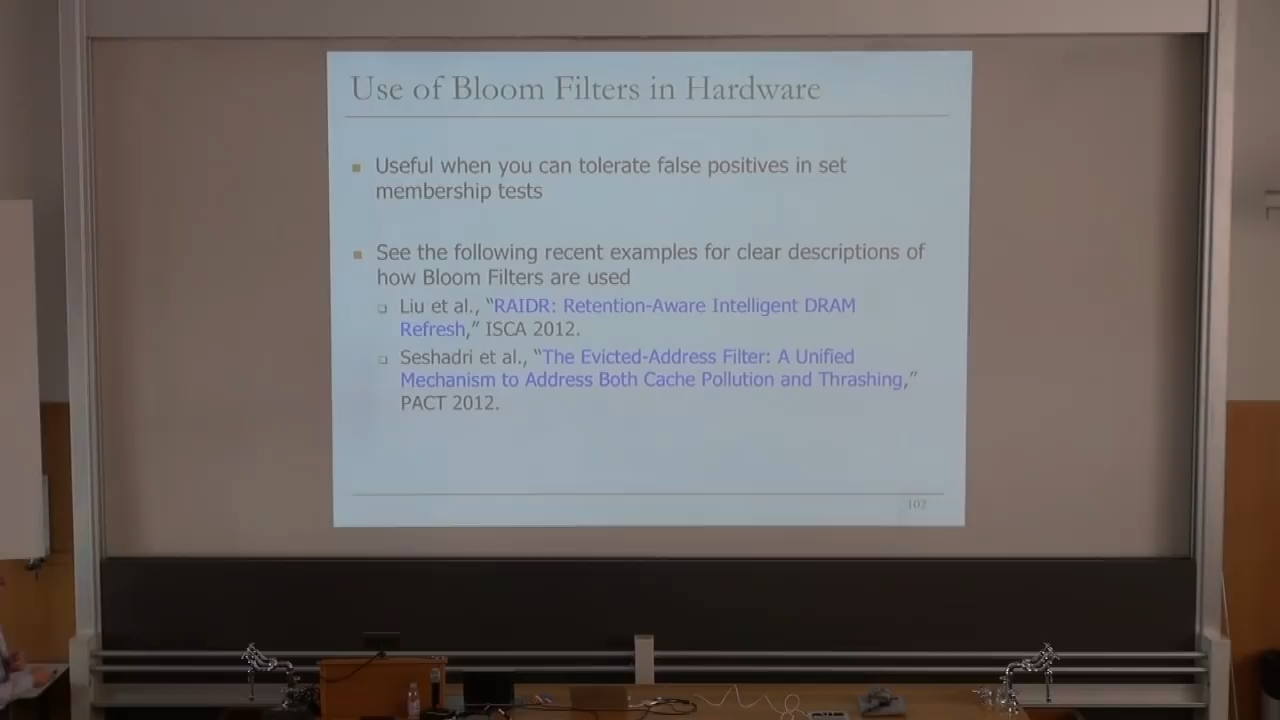 Use of Bloom Filters in Hardware
Useful when you can tolerate false positives in set
membership tests
See the following recent examples for clear descriptions of
how Bloom Filters are used
Liu et al., “RAIDR: Retention-Aware Intelligent DRAM
Refresh,” ISCA 2012.
Seshadri et al., “The Evicted-Address Filter: A Unified
Mechanism to Address Both Cache Pollution and Thrashing,”
PACT 2012.
102